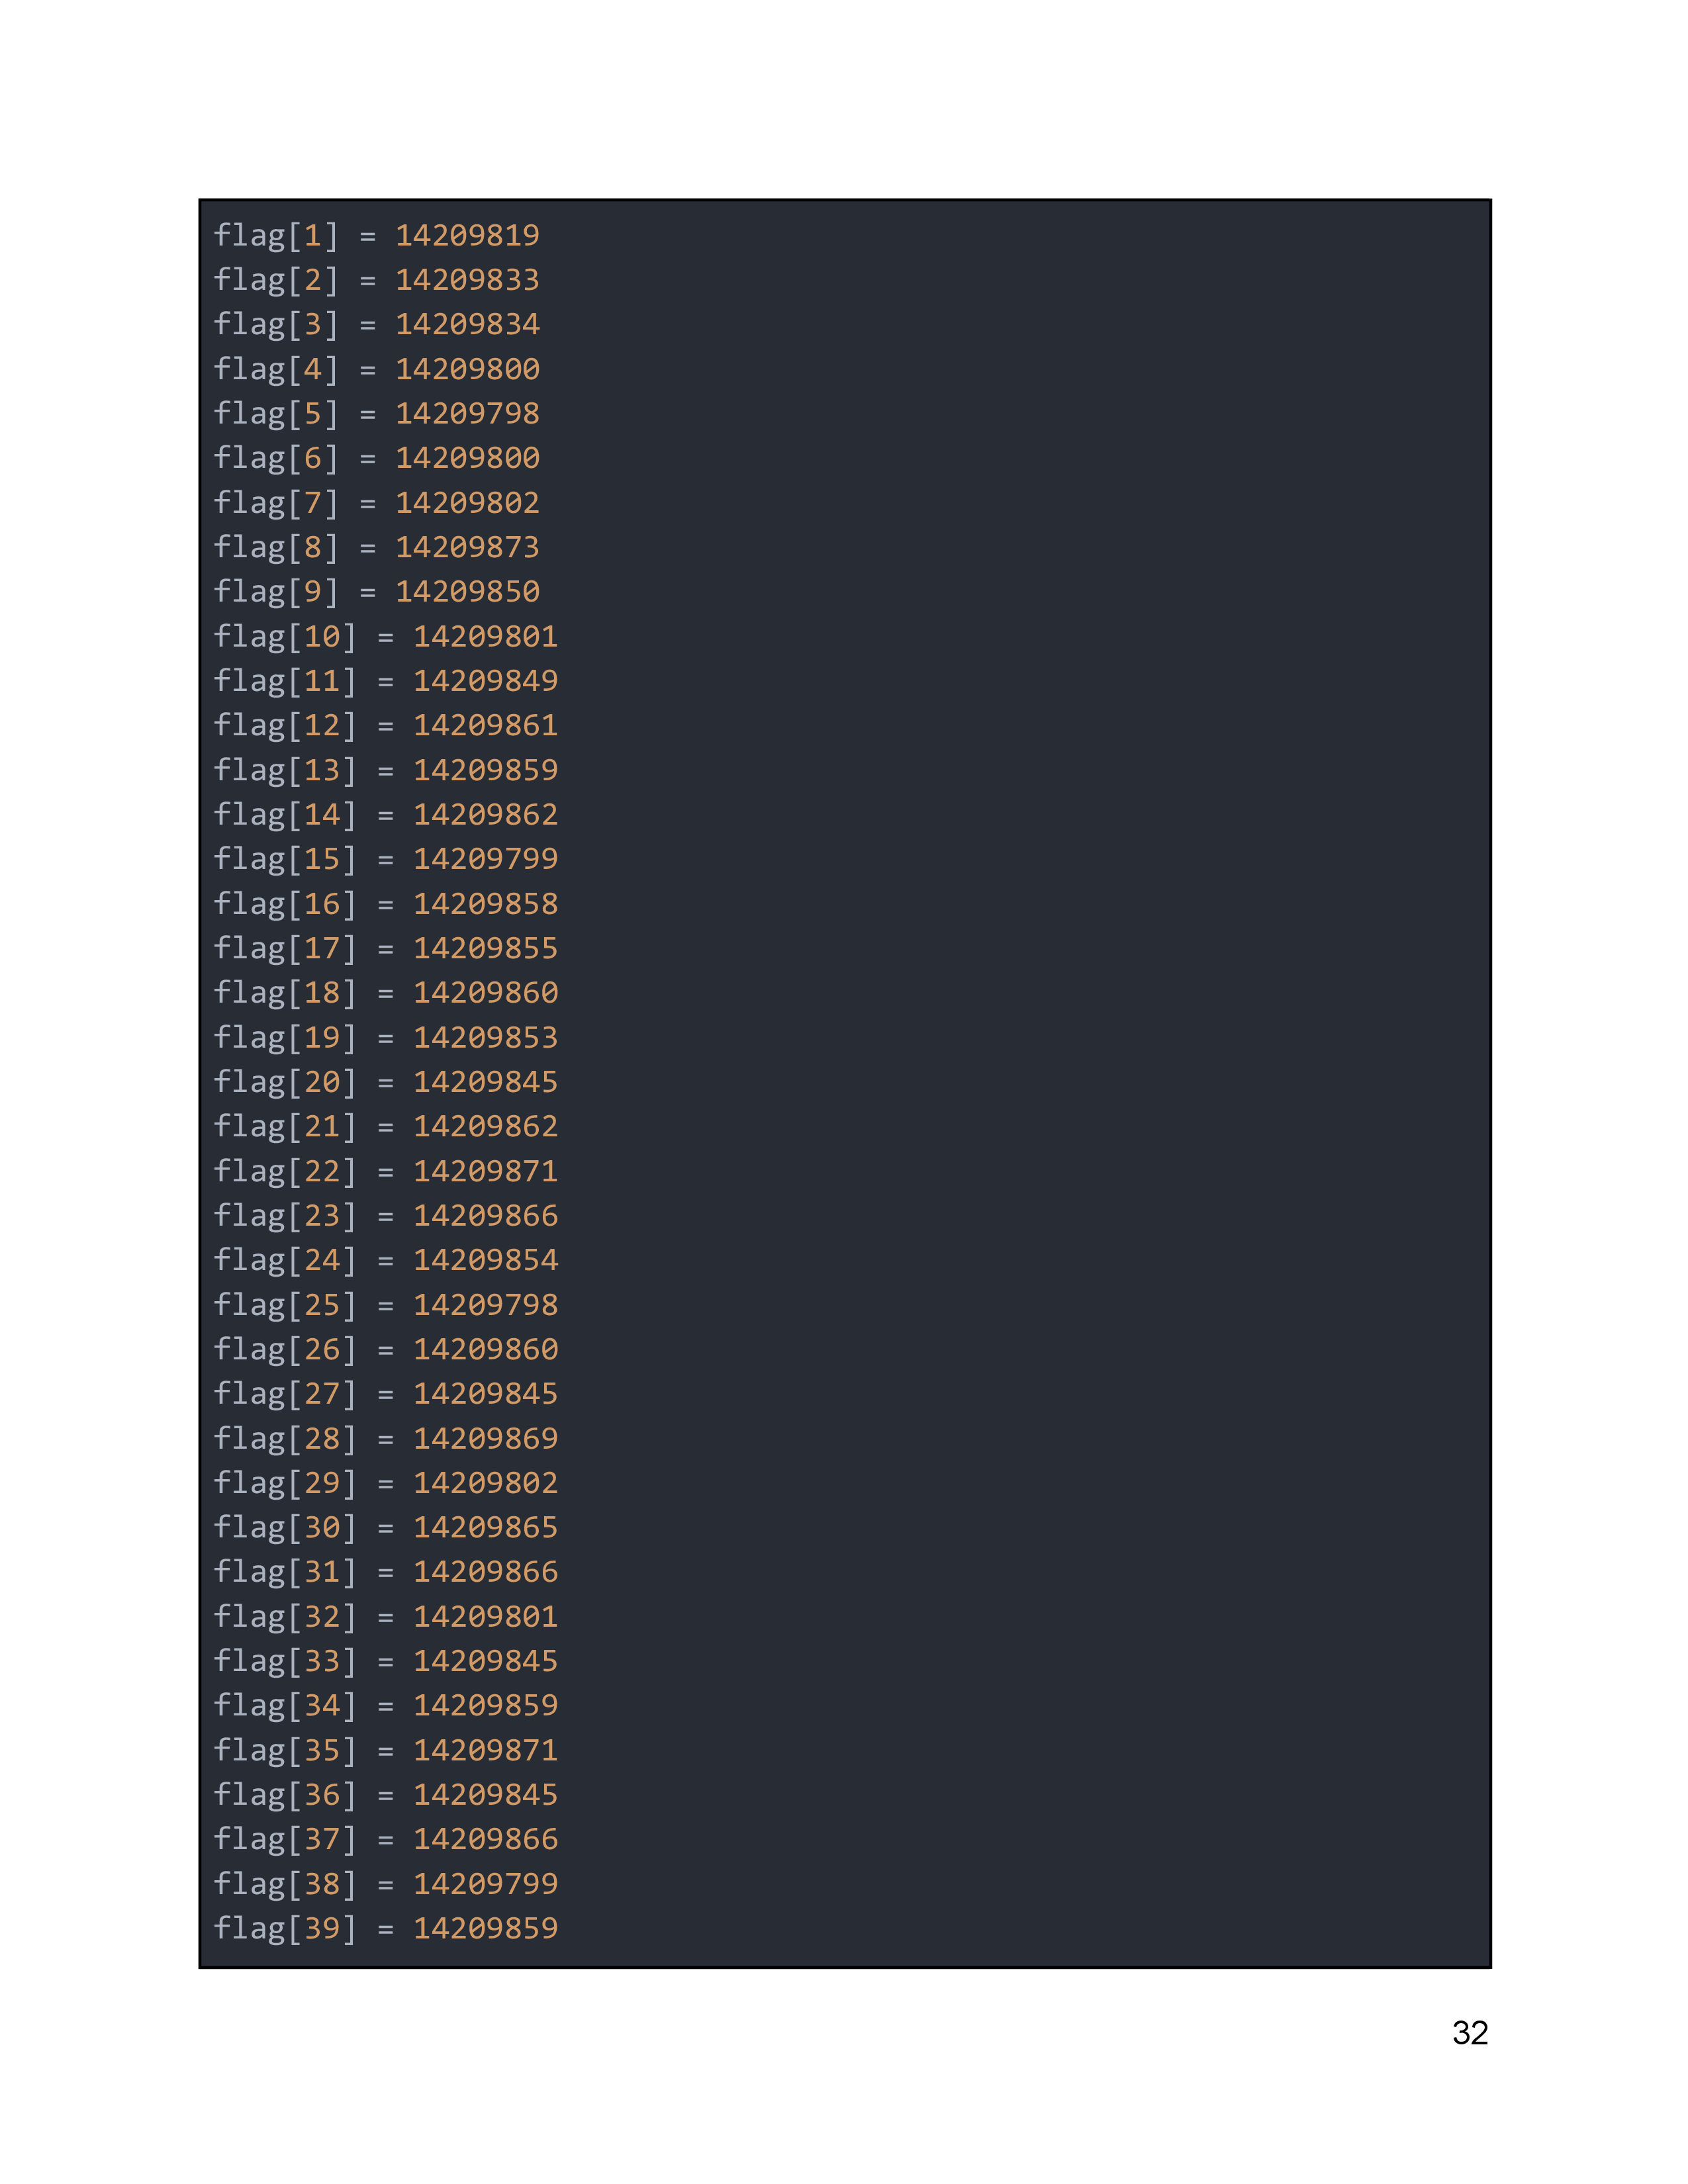 flag[1] = 14209819
flag[2] = 14209833
flag[3] = 14209834
flag[4] = 14209800
flag[5] = 14209798
flag[6] = 14209800
flag[7] = 14209802
flag[8] = 14209873
flag[9] = 14209850
flag[10] = 14209801
flag[11] = 14209849
flag[12] = 14209861
flag[13] = 14209859
flag[14] = 14209862
flag[15] = 14209799
flag[16] = 14209858
flag[17] = 14209855
flag[18] = 14209860
flag[19] = 14209853
flag[20] = 14209845
flag[21] = 14209862
flag[22] = 14209871
flag[23] = 14209866
flag[24] = 14209854
flag[25] = 14209798
flag[26] = 14209860
flag[27] = 14209845
flag[28] = 14209869
flag[29] = 14209802
flag[30] = 14209865
flag[31] = 14209866
flag[32] = 14209801
flag[33] = 14209845
flag[34] = 14209859
flag[35] = 14209871
flag[36] = 14209845
flag[37] = 14209866
flag[38] = 14209799
flag[39] = 14209859
32